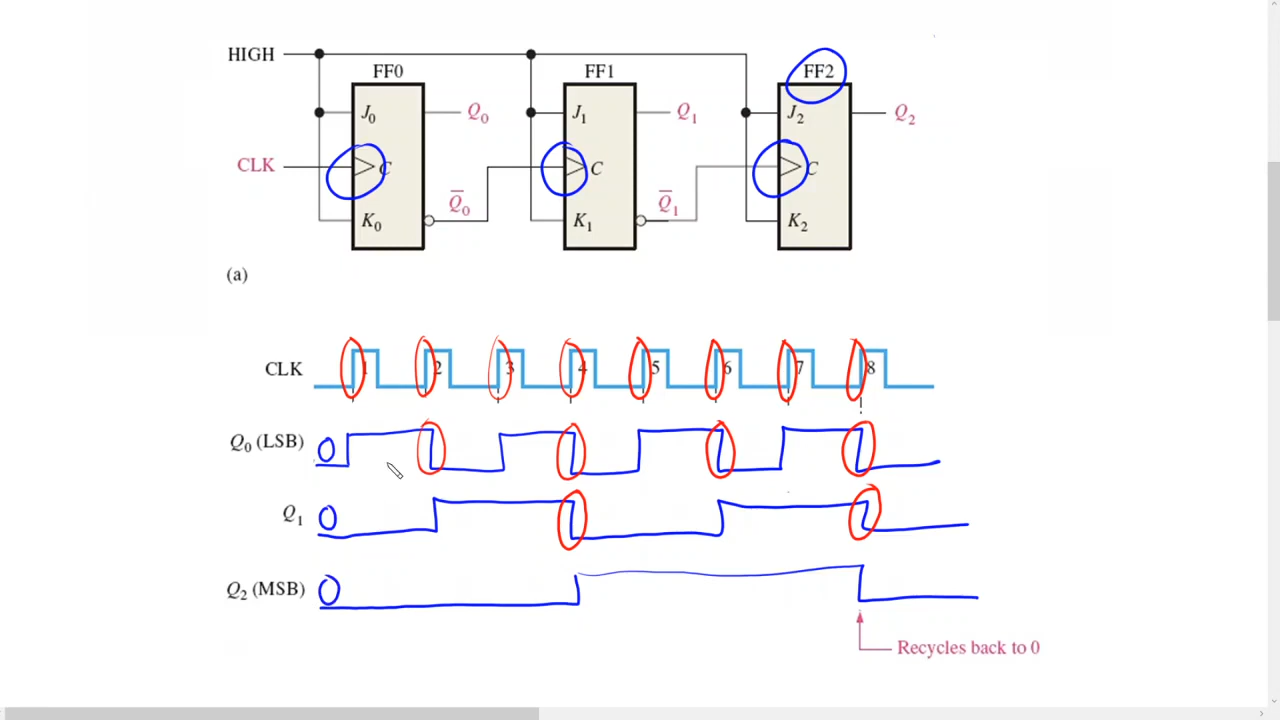 HIGH
FF0 FF1 FF2
J0 Q0 J1 Q1 J2 Q2
CLK C C C
Q̅0 Q̅1
K0 K1 K2
(a)
CLK 1 2 3 4 5 6 7 8
Q0 (LSB) 0
Q1 0
Q2 (MSB) 0
Recycles back to 0